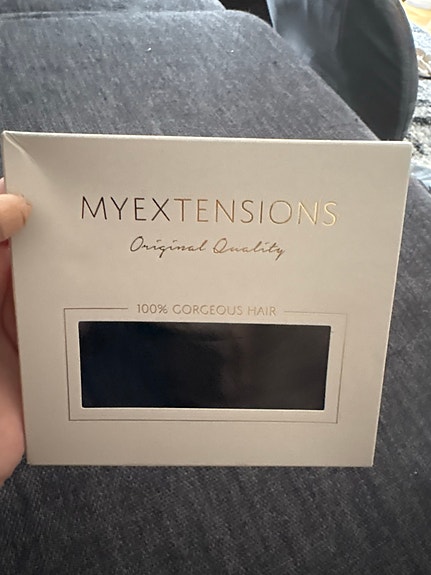 MYEXTENSIONS
Original Quality
100% GORGEOUS HAIR